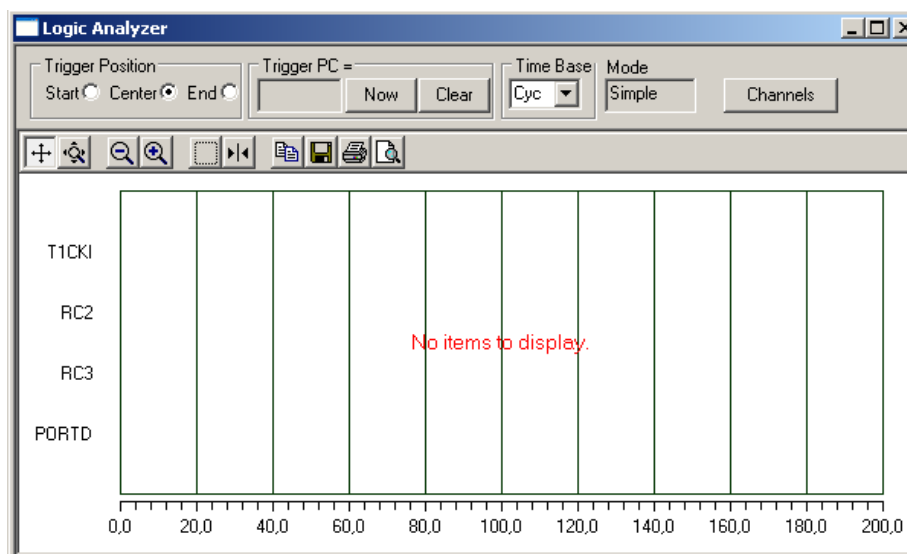 Logic Analyzer
Trigger Position
Trigger PC =
Time Base
Mode
Start Center End
Now
Clear
Cyc
Simple
Channels
T1CKI
RC2
No items to display.
RC3
PORTD
0,0 20,0 40,0 60,0 80,0 100,0 120,0 140,0 160,0 180,0 200,0